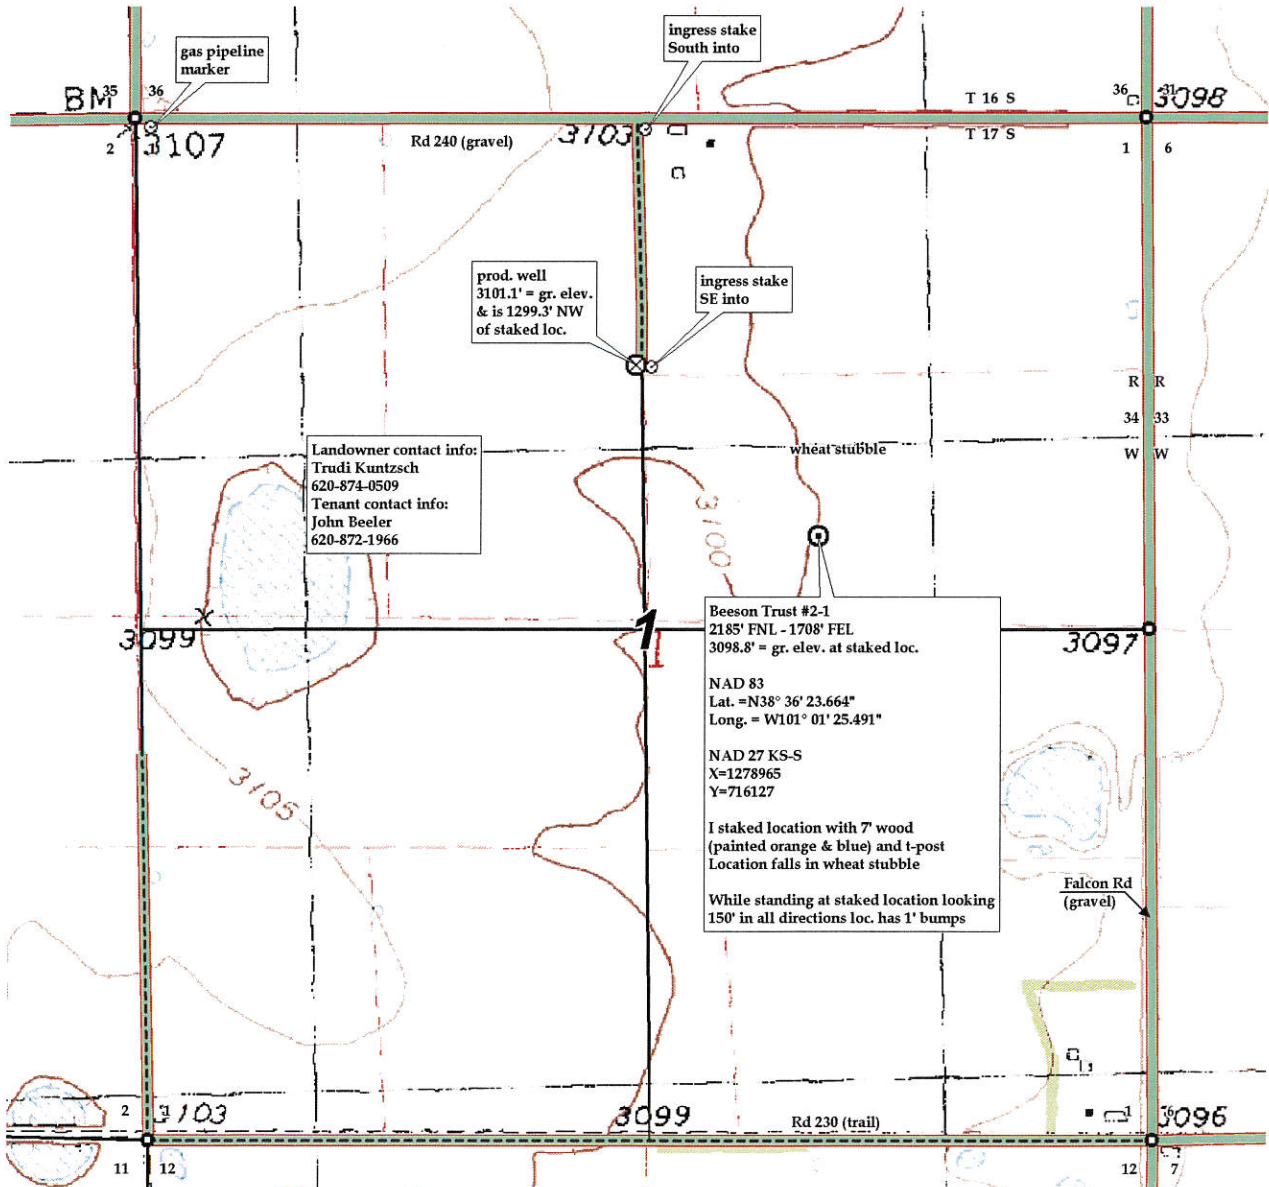 ingress stake
South into
gas pipeline
marker
BM 35 36
36 31 3098
T 16 S
2 3107
Rd 240 (gravel)
3103
T 17 S
1 6
prod. well
3101.1' = gr. elev.
& is 1299.3' NW
of staked loc.
ingress stake
SE into
R R
34 33
W W
wheat stubble
Landowner contact info:
Trudi Kuntzsch
620-874-0509
Tenant contact info:
John Beeler
620-872-1966
3100
X
3099
1
1
3097
Beeson Trust #2-1
2185' FNL - 1708' FEL
3098.8' = gr. elev. at staked loc.
NAD 83
Lat. =N38° 36' 23.664"
Long. = W101° 01' 25.491"
NAD 27 KS-S
X=1278965
Y=716127
I staked location with 7' wood
(painted orange & blue) and t-post
Location falls in wheat stubble
While standing at staked location looking
150' in all directions loc. has 1' bumps
3105
Falcon Rd
(gravel)
2 1 3103
3099
Rd 230 (trail)
1 6 3096
11 12
12 7